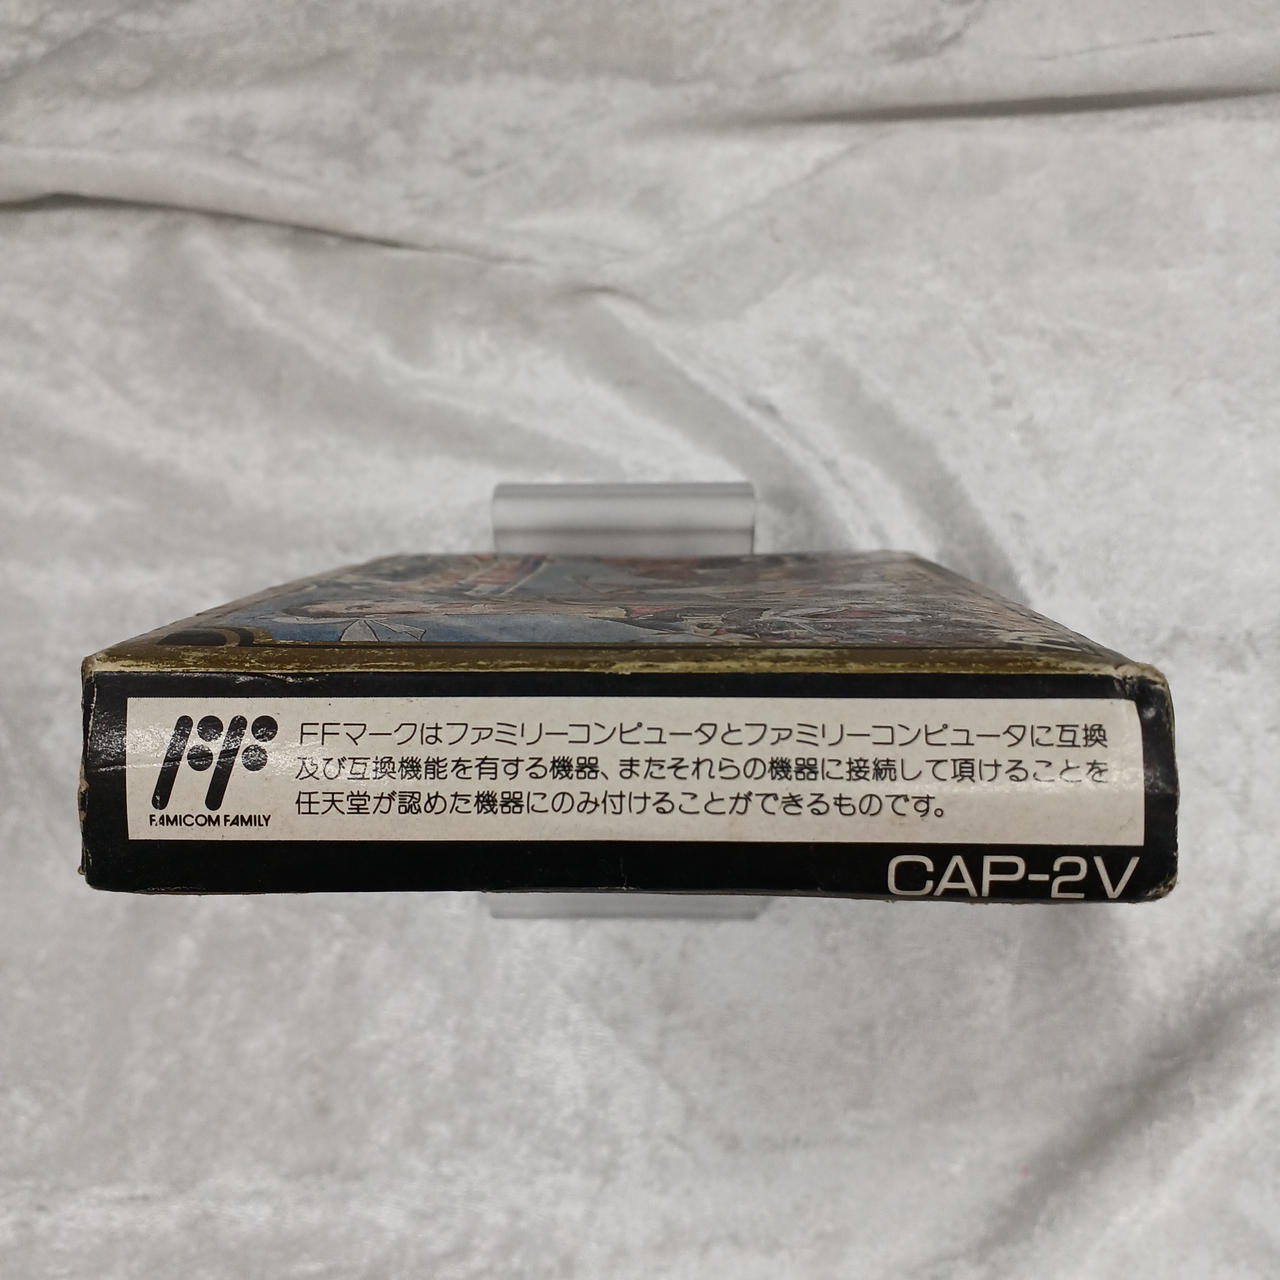 FFマークはファミリーコンピュータとファミリーコンピュータに互換
及び互換機能を有する機器、またそれらの機器に接続して頂けることを
任天堂が認めた機器にのみ付けることができるものです。
FF
FAMICOM FAMILY
CAP-2V